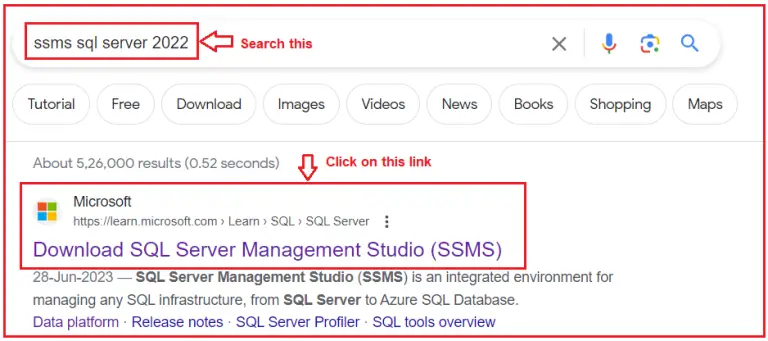 ssms sql server 2022 Search this
Tutorial Free Download Images Videos News Books Shopping Maps
About 5,26,000 results (0.52 seconds) Click on this link
Microsoft
https://learn.microsoft.com › Learn › SQL › SQL Server
Download SQL Server Management Studio (SSMS)
28-Jun-2023 — SQL Server Management Studio (SSMS) is an integrated environment for
managing any SQL infrastructure, from SQL Server to Azure SQL Database.
Data platform · Release notes · SQL Server Profiler · SQL tools overview